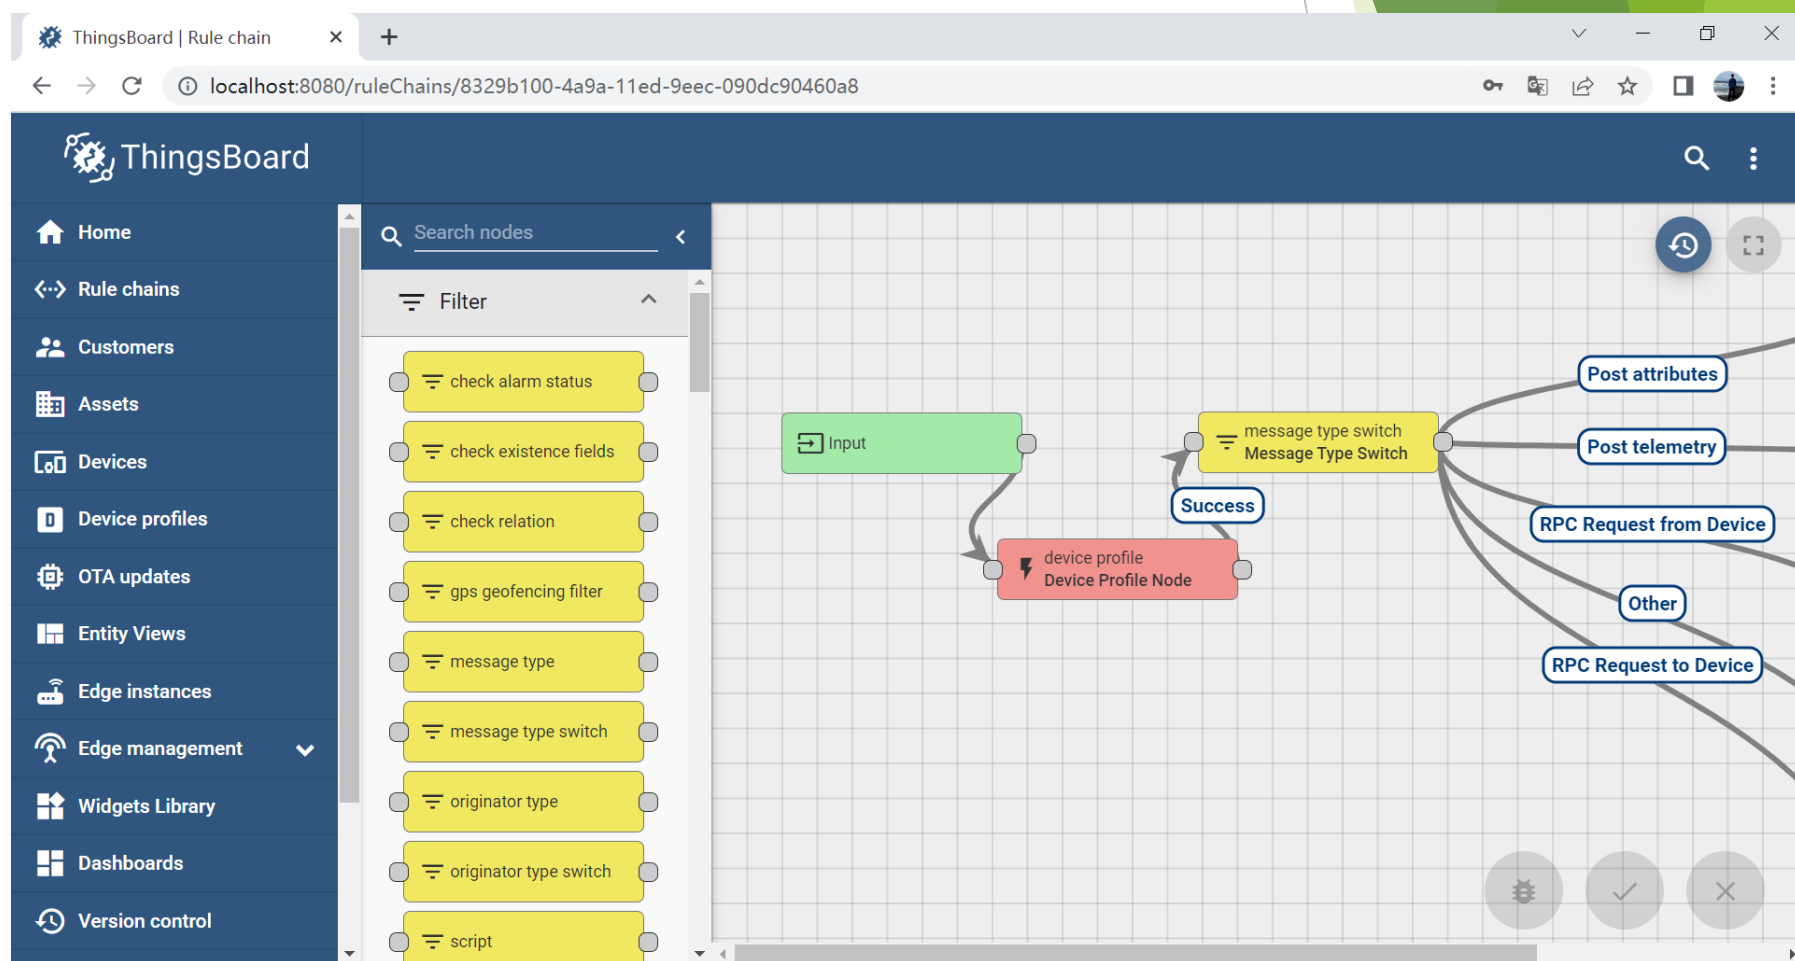 ThingsBoard | Rule chain
localhost:8080/ruleChains/8329b100-4a9a-11ed-9eec-090dc90460a8
ThingsBoard
Home
Rule chains
Customers
Assets
Devices
Device profiles
OTA updates
Entity Views
Edge instances
Edge management
Widgets Library
Dashboards
Version control
Search nodes
Filter
check alarm status
check existence fields
check relation
gps geofencing filter
message type
message type switch
originator type
originator type switch
script
Input
device profile
Device Profile Node
Success
message type switch
Message Type Switch
Post attributes
Post telemetry
RPC Request from Device
Other
RPC Request to Device